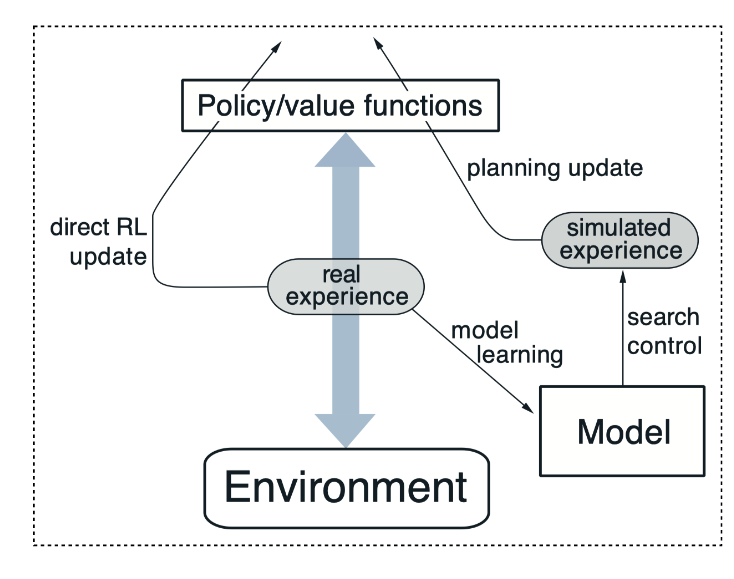 Policy/value functions
planning update
direct RL
update
simulated
experience
real
experience
search
control
model
learning
Model
Environment